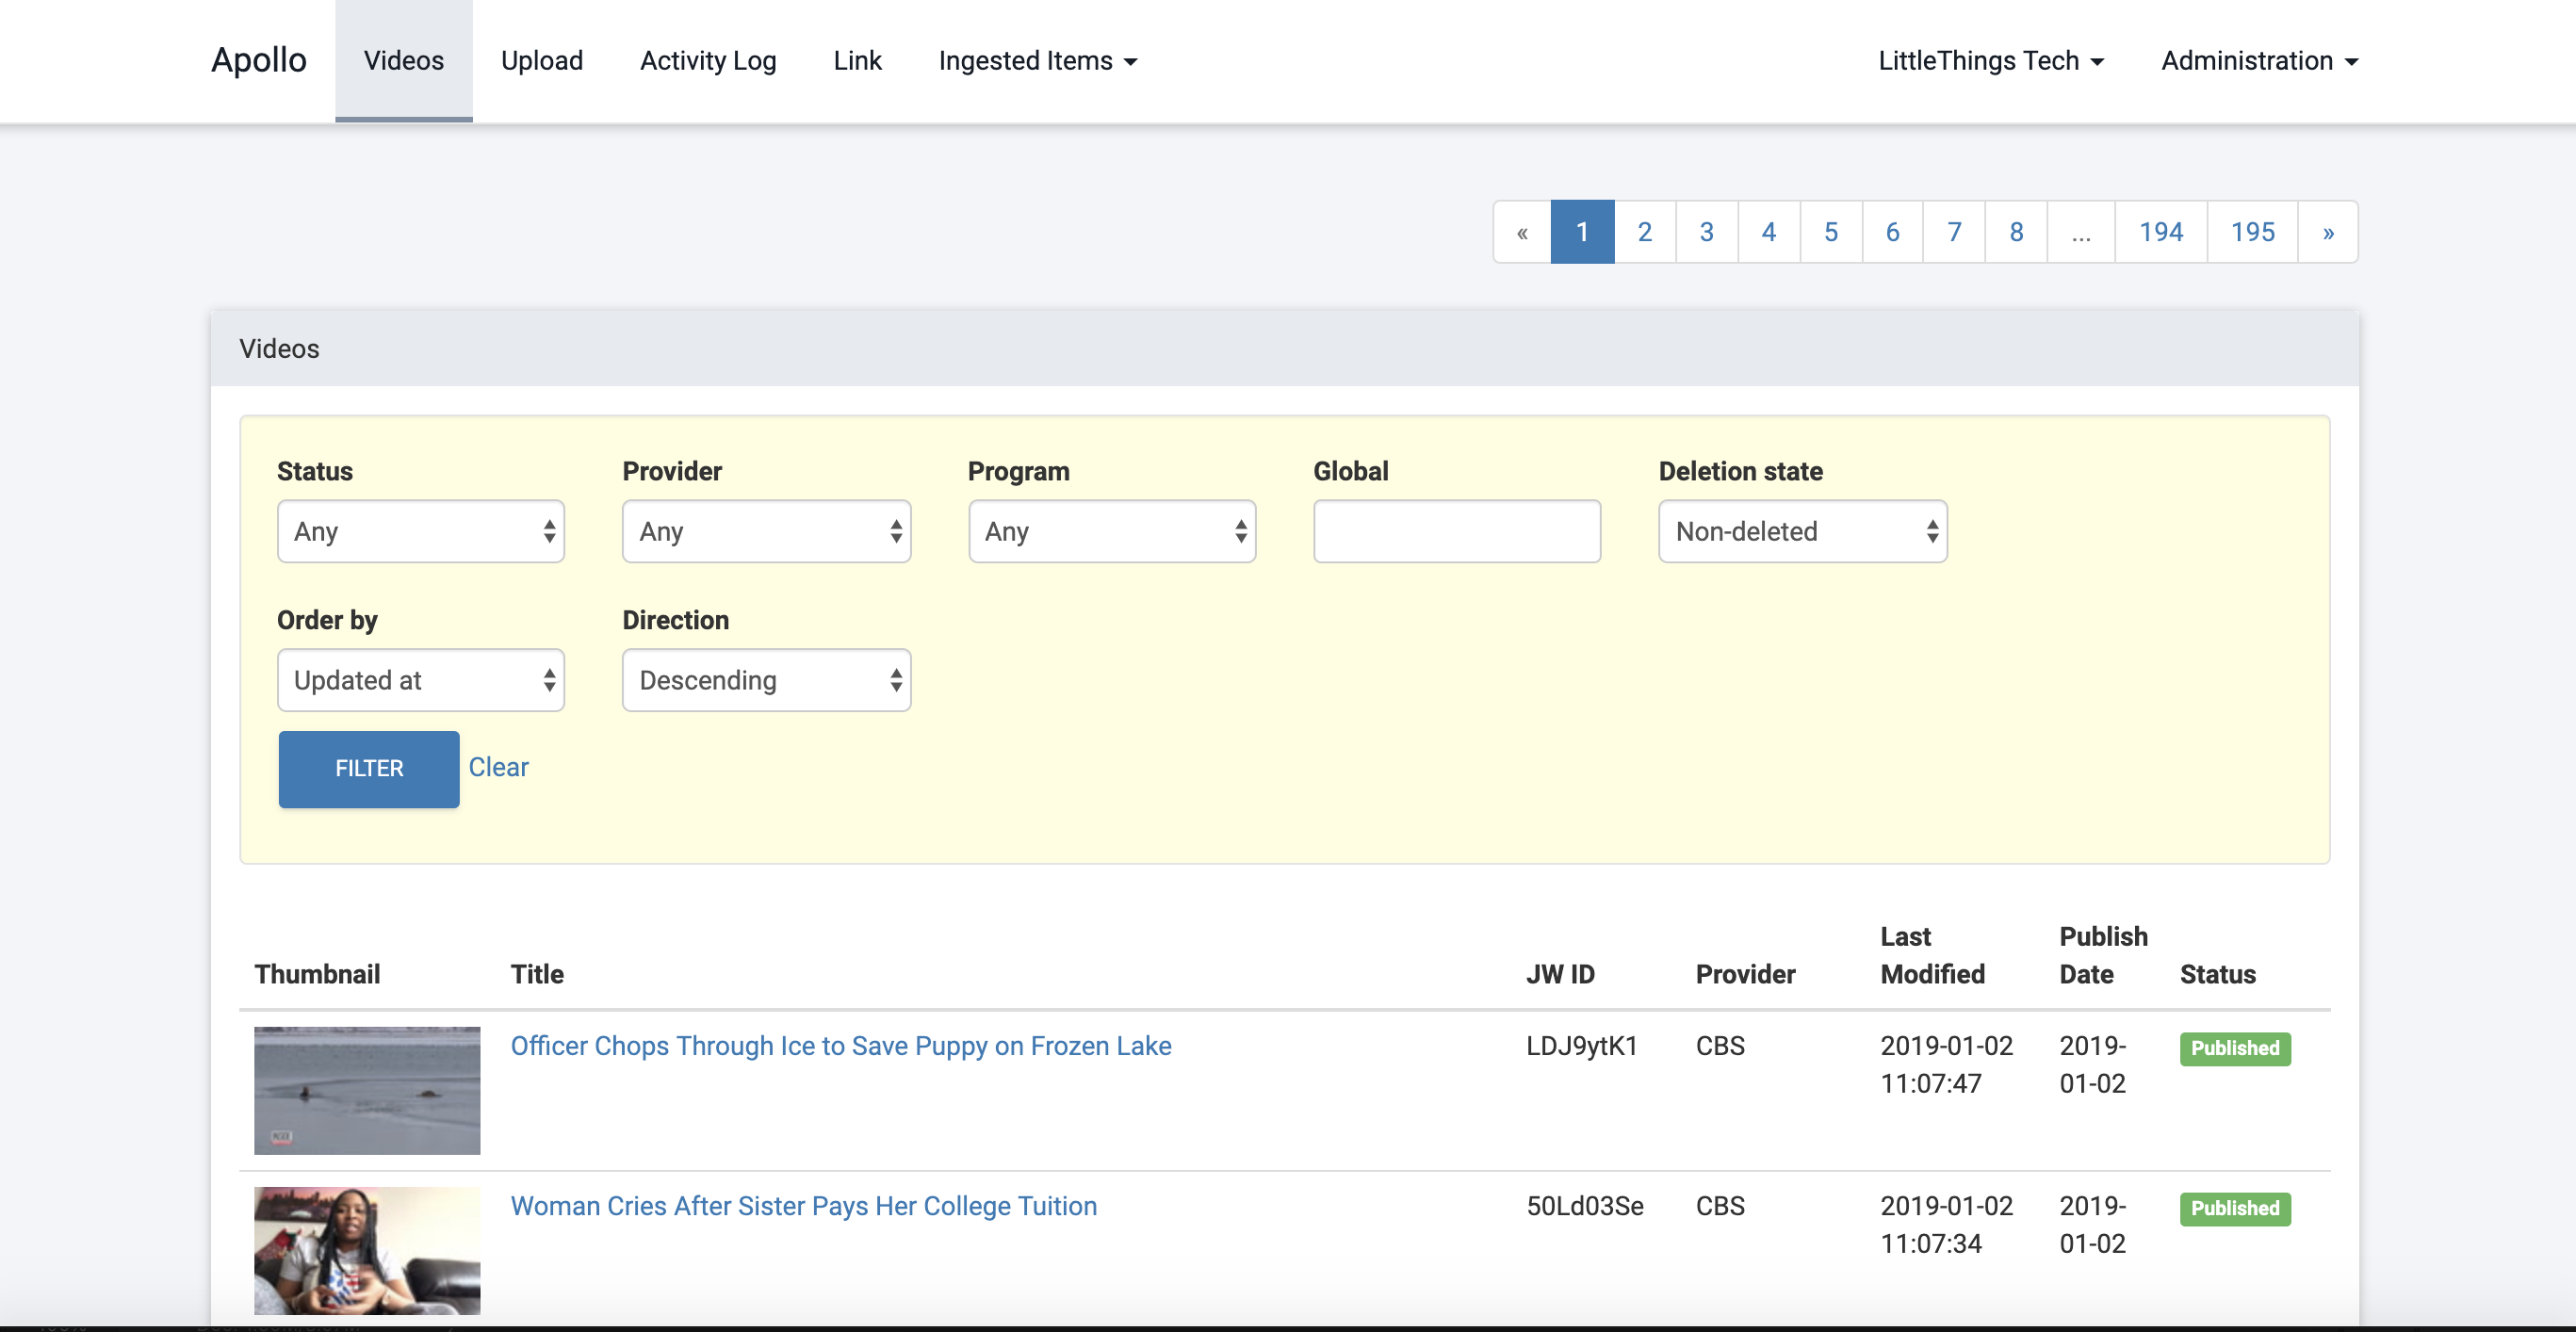 Apollo Videos Upload Activity Log Link Ingested Items LittleThings Tech Administration
« 1 2 3 4 5 6 7 8 ... 194 195 »
Videos
Status Provider Program Global Deletion state
Any Any Any Non-deleted
Order by Direction
Updated at Descending
FILTER Clear
Thumbnail Title JW ID Provider Last Modified Publish Date Status
Officer Chops Through Ice to Save Puppy on Frozen Lake LDJ9ytK1 CBS 2019-01-02 2019- Published
11:07:47 01-02
Woman Cries After Sister Pays Her College Tuition 50Ld03Se CBS 2019-01-02 2019- Published
11:07:34 01-02